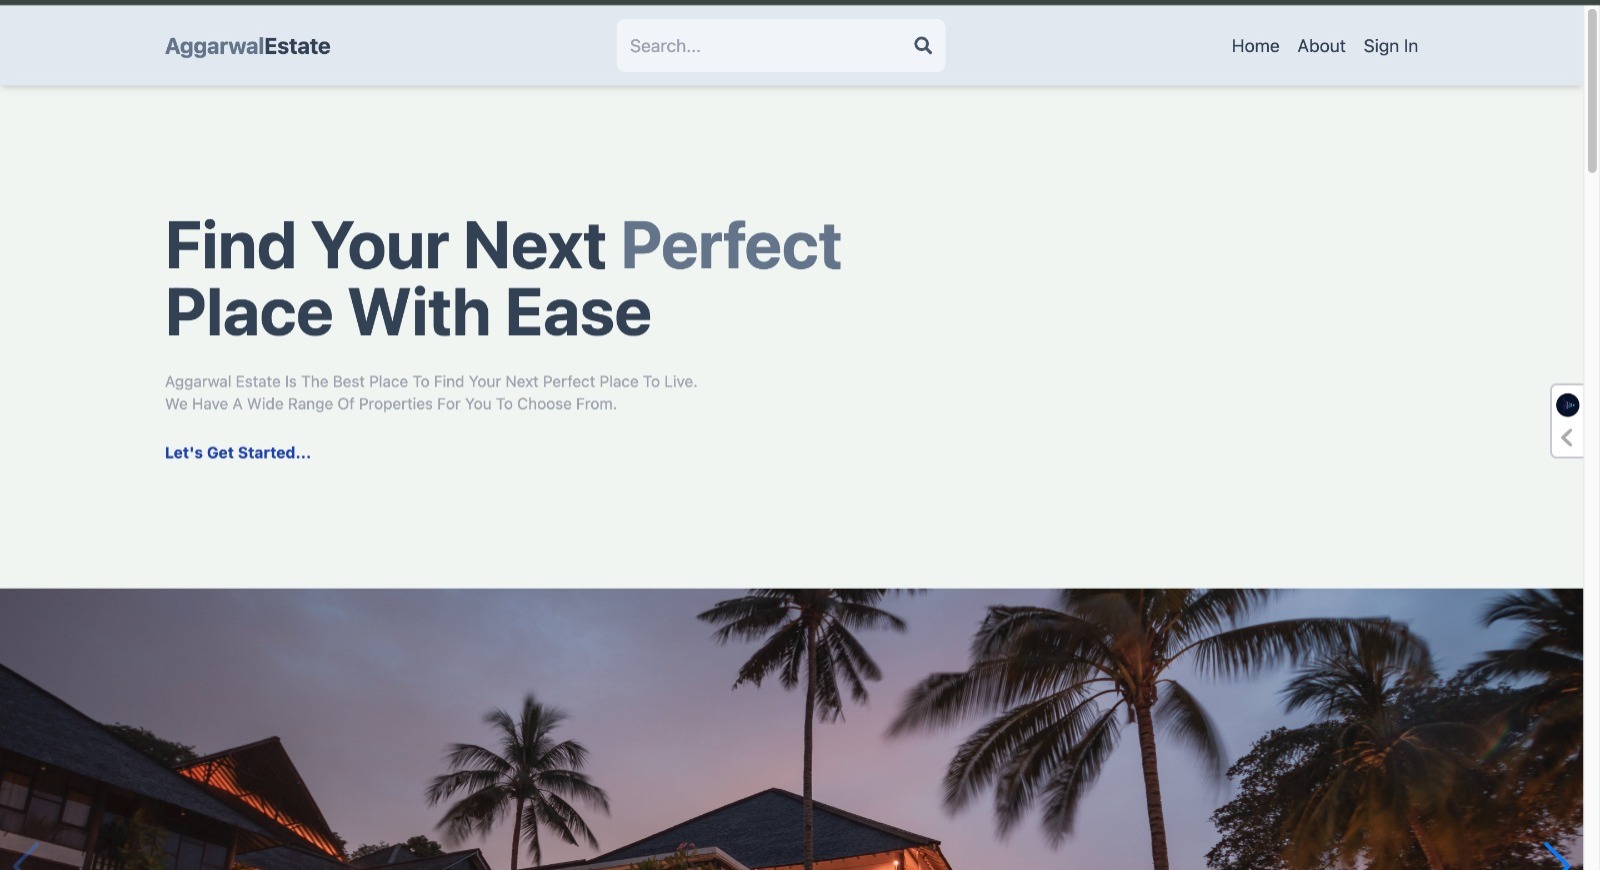 AggarwalEstate
Search...
Home About Sign In
Find Your Next Perfect
Place With Ease
Aggarwal Estate Is The Best Place To Find Your Next Perfect Place To Live.
We Have A Wide Range Of Properties For You To Choose From.
Let's Get Started...